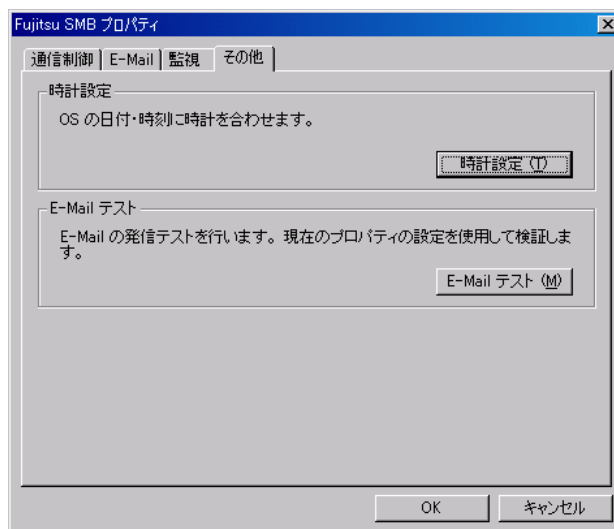 Fujitsu SMB プロパティ
通信制御 E-Mail 監視 その他
時計設定
OS の日付・時刻に時計を合わせます。
時計設定 (T)
E-Mail テスト
E-Mail の発信テストを行います。現在のプロパティの設定を使用して検証しま
す。
E-Mail テスト (M)
OK キャンセル